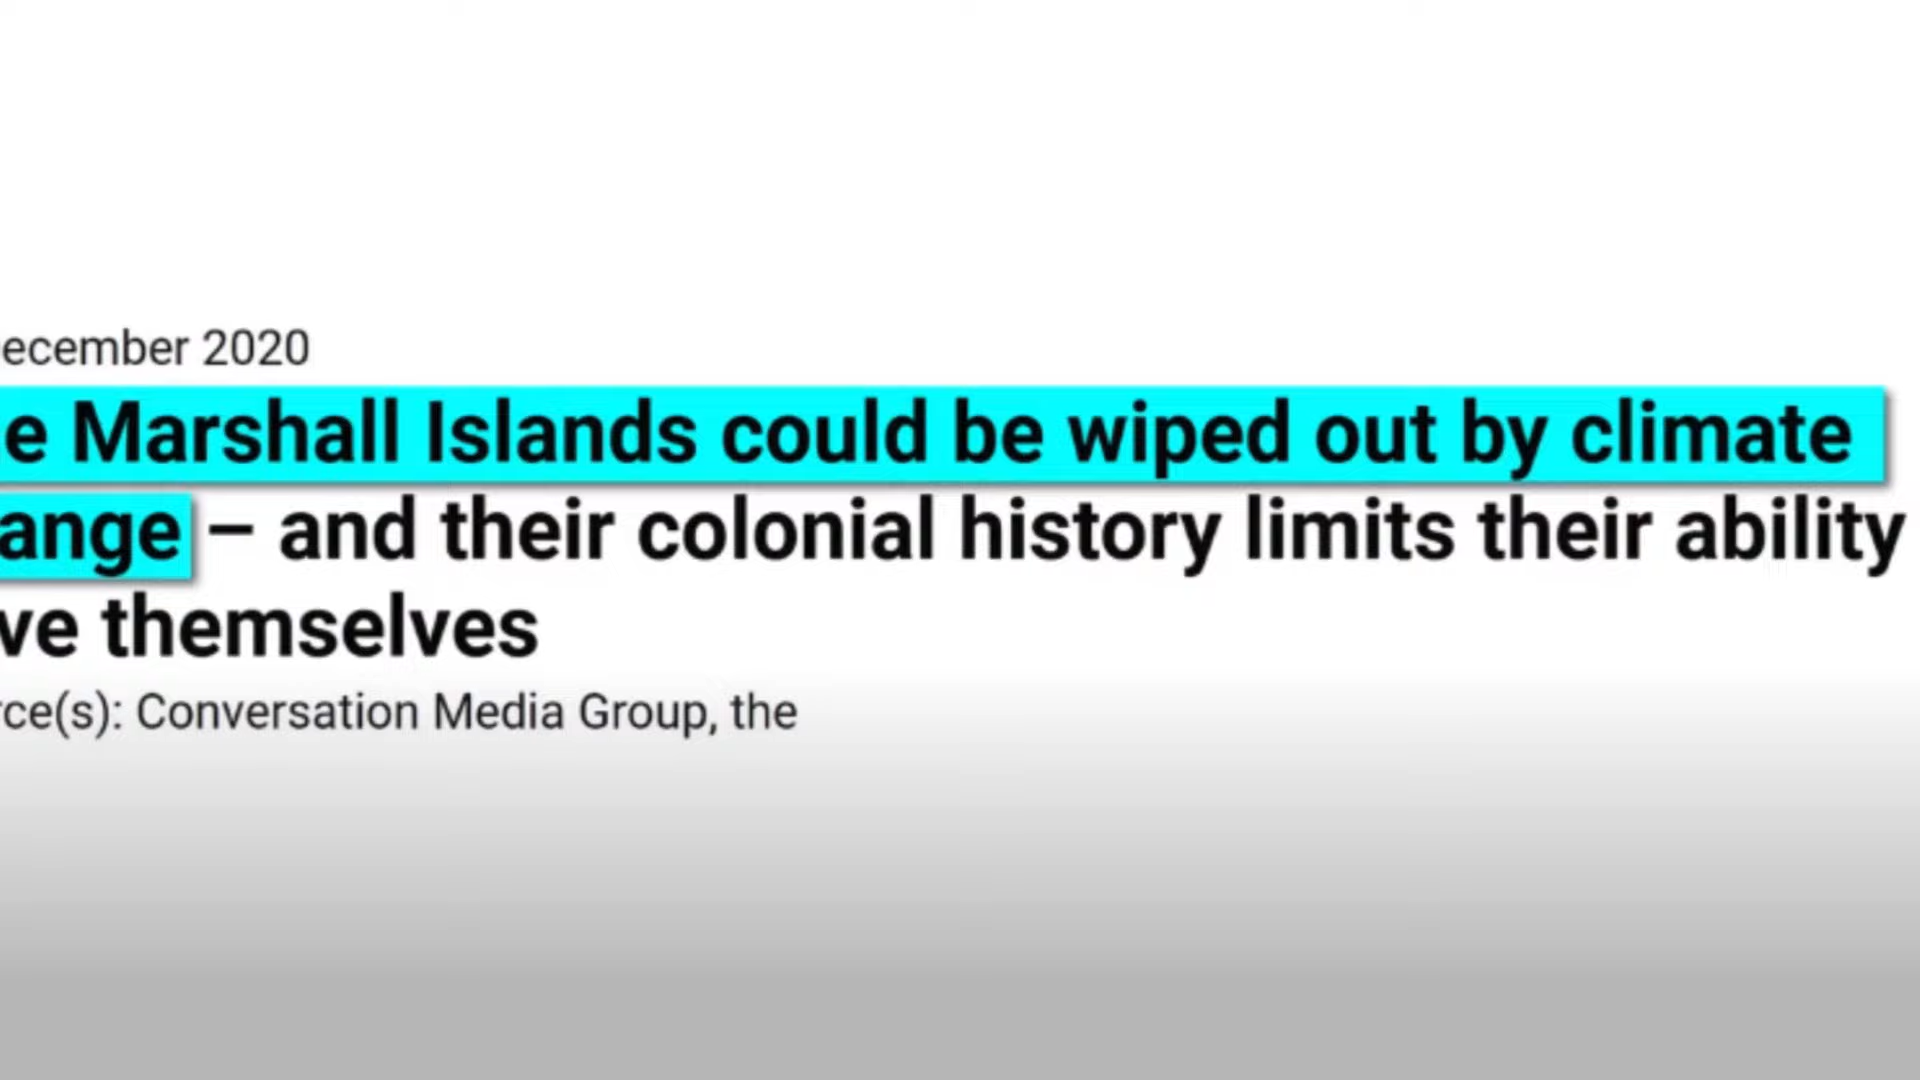 ecember 2020
e Marshall Islands could be wiped out by climate
ange – and their colonial history limits their ability
ve themselves
rce(s): Conversation Media Group, the